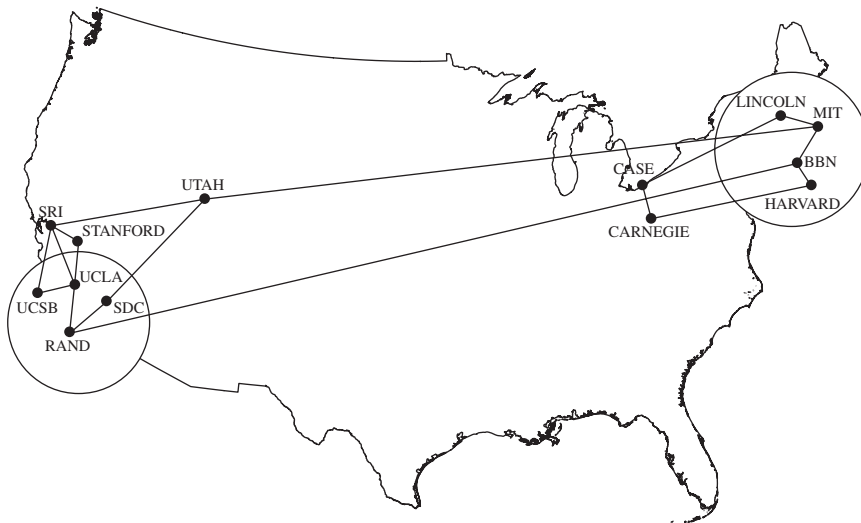 LINCOLN
MIT
BBN
CASE
UTAH
HARVARD
SRI
CARNEGIE
STANFORD
UCLA
UCSB
SDC
RAND